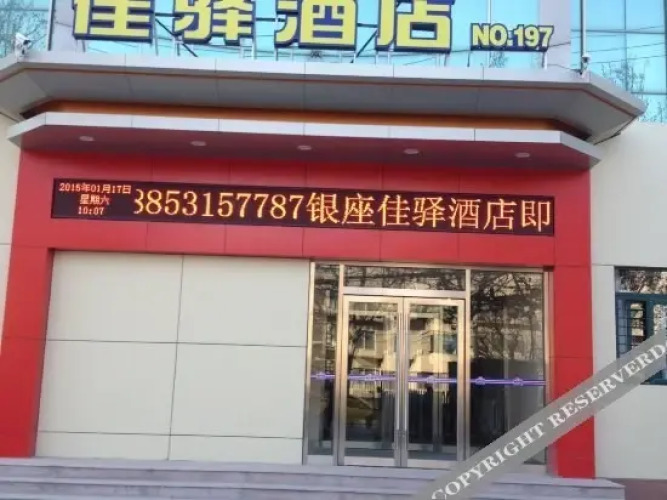 佳驿酒店
NO:197
2015年01月17日
星期六
10:07
3853157787银座佳驿酒店即
COPYRIGHT RESERVERD